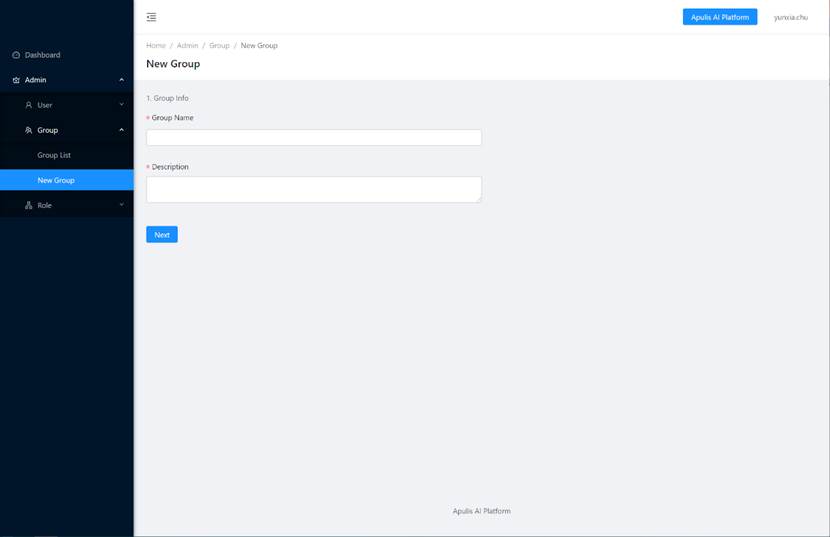 Apulis AI Platform yunxia.chu
Home / Admin / Group / New Group
New Group
Dashboard
Admin
User
Group
Group List
New Group
Role
1. Group Info
* Group Name
* Description
Next
Apulis AI Platform